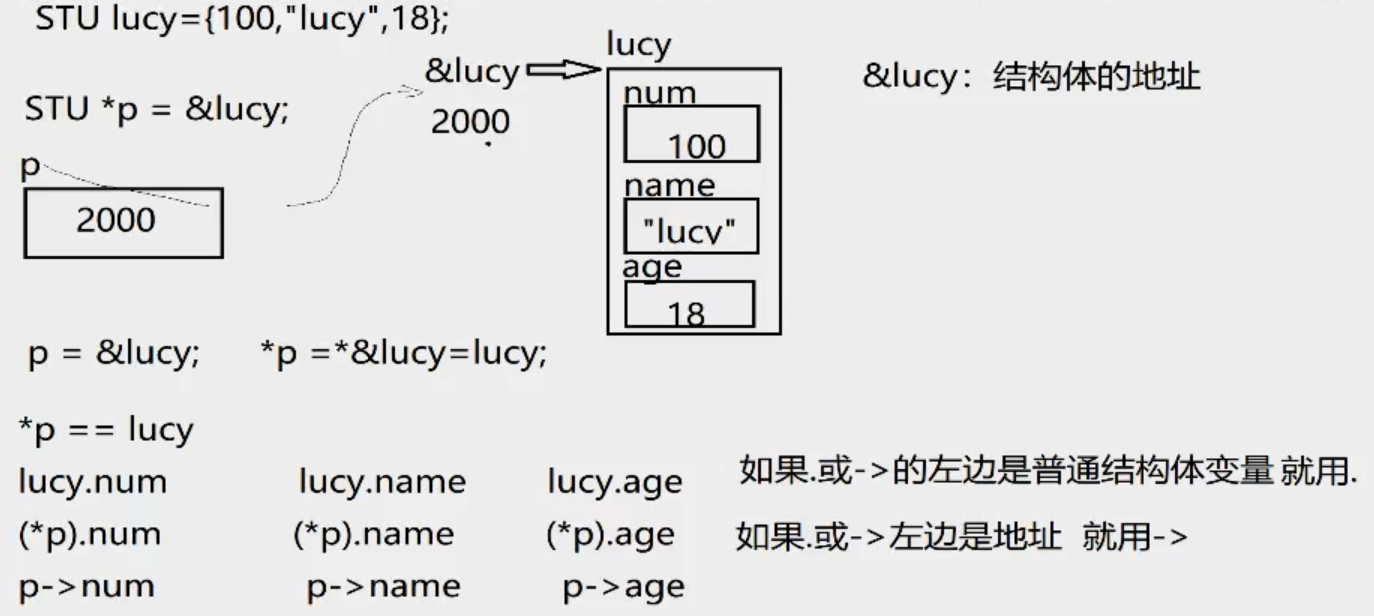 STU lucy={100,"lucy",18};
lucy
&lucy
&lucy：结构体的地址
STU *p = &lucy;
2000
num
100
p
2000
name
"lucy"
age
18
p = &lucy; *p =*&lucy=lucy;
*p == lucy
lucy.num lucy.name lucy.age
如果.或->的左边是普通结构体变量 就用.
(*p).num (*p).name (*p).age
如果.或->左边是地址 就用->
p->num p->name p->age